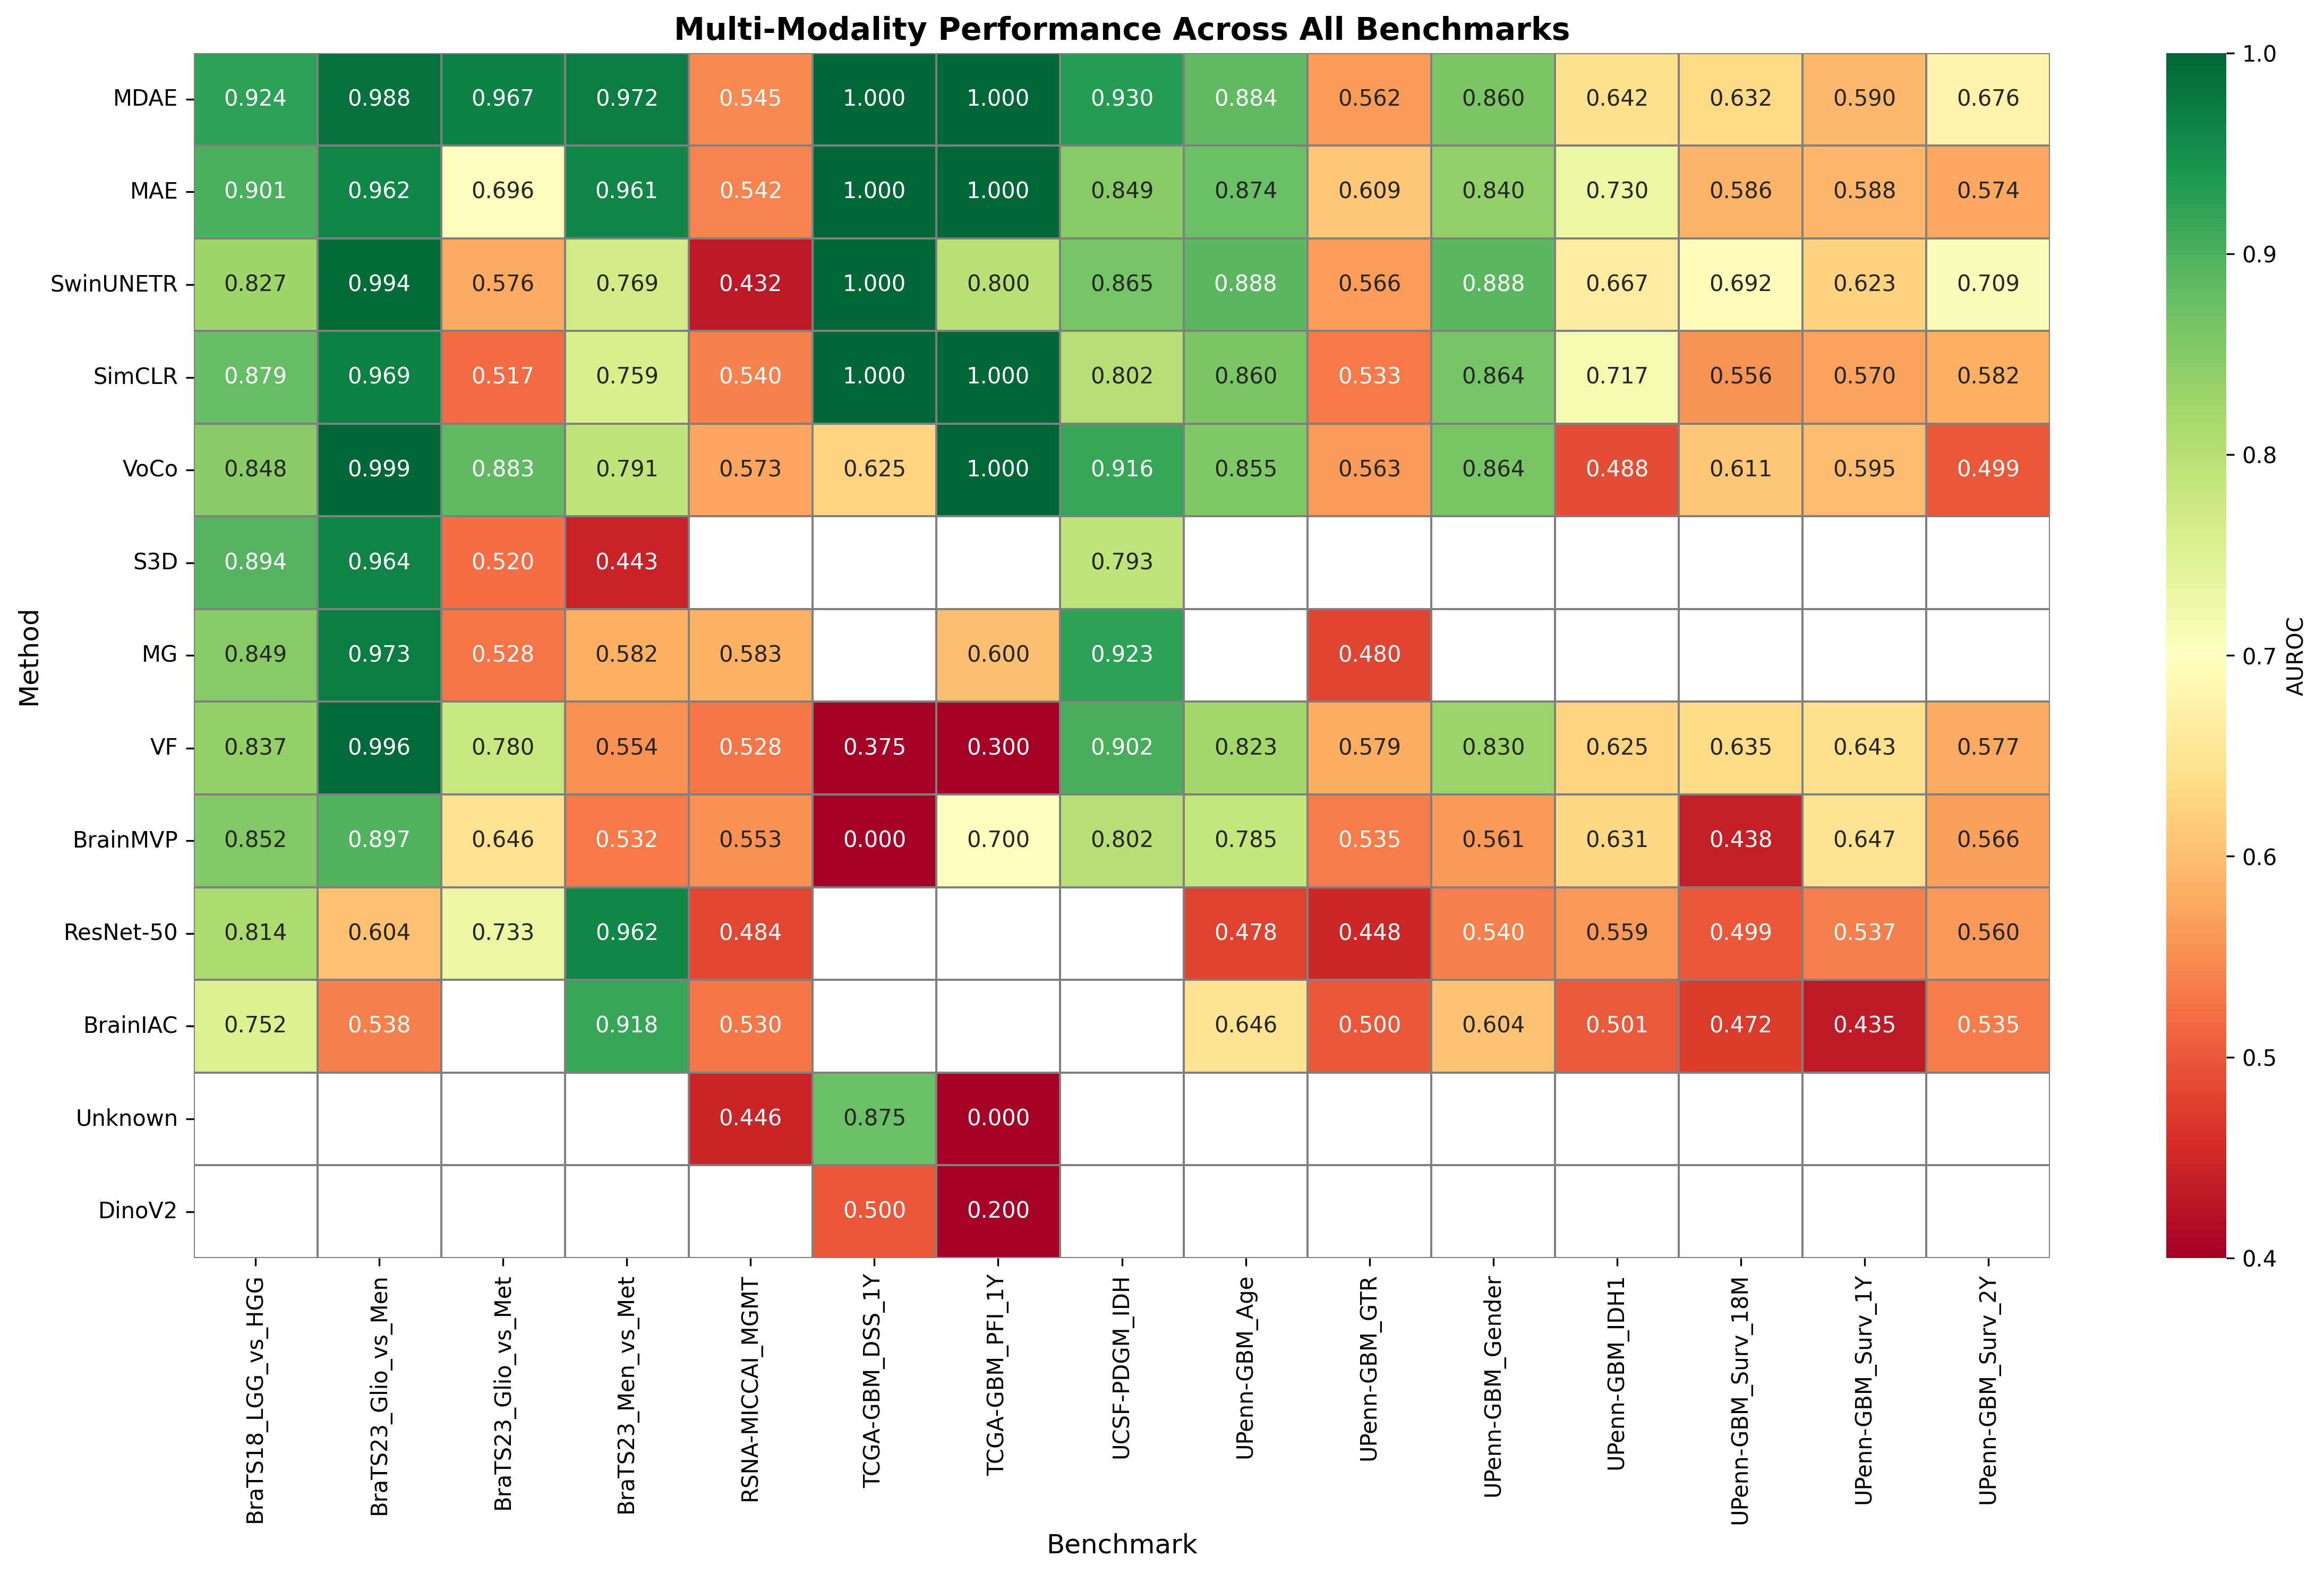 Multi-Modality Performance Across All Benchmarks
Method
MDAE 0.924 0.988 0.967 0.972 0.545 1.000 1.000 0.930 0.884 0.562 0.860 0.642 0.632 0.590 0.676
MAE 0.901 0.962 0.696 0.961 0.542 1.000 1.000 0.849 0.874 0.609 0.840 0.730 0.586 0.588 0.574
SwinUNETR 0.827 0.994 0.576 0.769 0.432 1.000 0.800 0.865 0.888 0.566 0.888 0.667 0.692 0.623 0.709
SimCLR 0.879 0.969 0.517 0.759 0.540 1.000 1.000 0.802 0.860 0.533 0.864 0.717 0.556 0.570 0.582
VoCo 0.848 0.999 0.883 0.791 0.573 0.625 1.000 0.916 0.855 0.563 0.864 0.488 0.611 0.595 0.499
S3D 0.894 0.964 0.520 0.443 0.793
MG 0.849 0.973 0.528 0.582 0.583 0.600 0.923 0.480
VF 0.837 0.996 0.780 0.554 0.528 0.375 0.300 0.902 0.823 0.579 0.830 0.625 0.635 0.643 0.577
BrainMVP 0.852 0.897 0.646 0.532 0.553 0.000 0.700 0.802 0.785 0.535 0.561 0.631 0.438 0.647 0.566
ResNet-50 0.814 0.604 0.733 0.962 0.484 0.478 0.448 0.540 0.559 0.499 0.537 0.560
BrainIAC 0.752 0.538 0.918 0.530 0.646 0.500 0.604 0.501 0.472 0.435 0.535
Unknown 0.446 0.875 0.000
DinoV2 0.500 0.200
BraTS18_LGG_vs_HGG
BraTS23_Glio_vs_Men
BraTS23_Glio_vs_Met
BraTS23_Men_vs_Met
RSNA-MICCAI_MGMT
TCGA-GBM_DSS_1Y
TCGA-GBM_PFI_1Y
UCSF-PDGM_IDH
UPenn-GBM_Age
UPenn-GBM_GTR
UPenn-GBM_Gender
UPenn-GBM_IDH1
UPenn-GBM_Surv_18M
UPenn-GBM_Surv_1Y
UPenn-GBM_Surv_2Y
Benchmark
1.0
0.9
0.8
0.7
0.6
0.5
0.4
AUROC